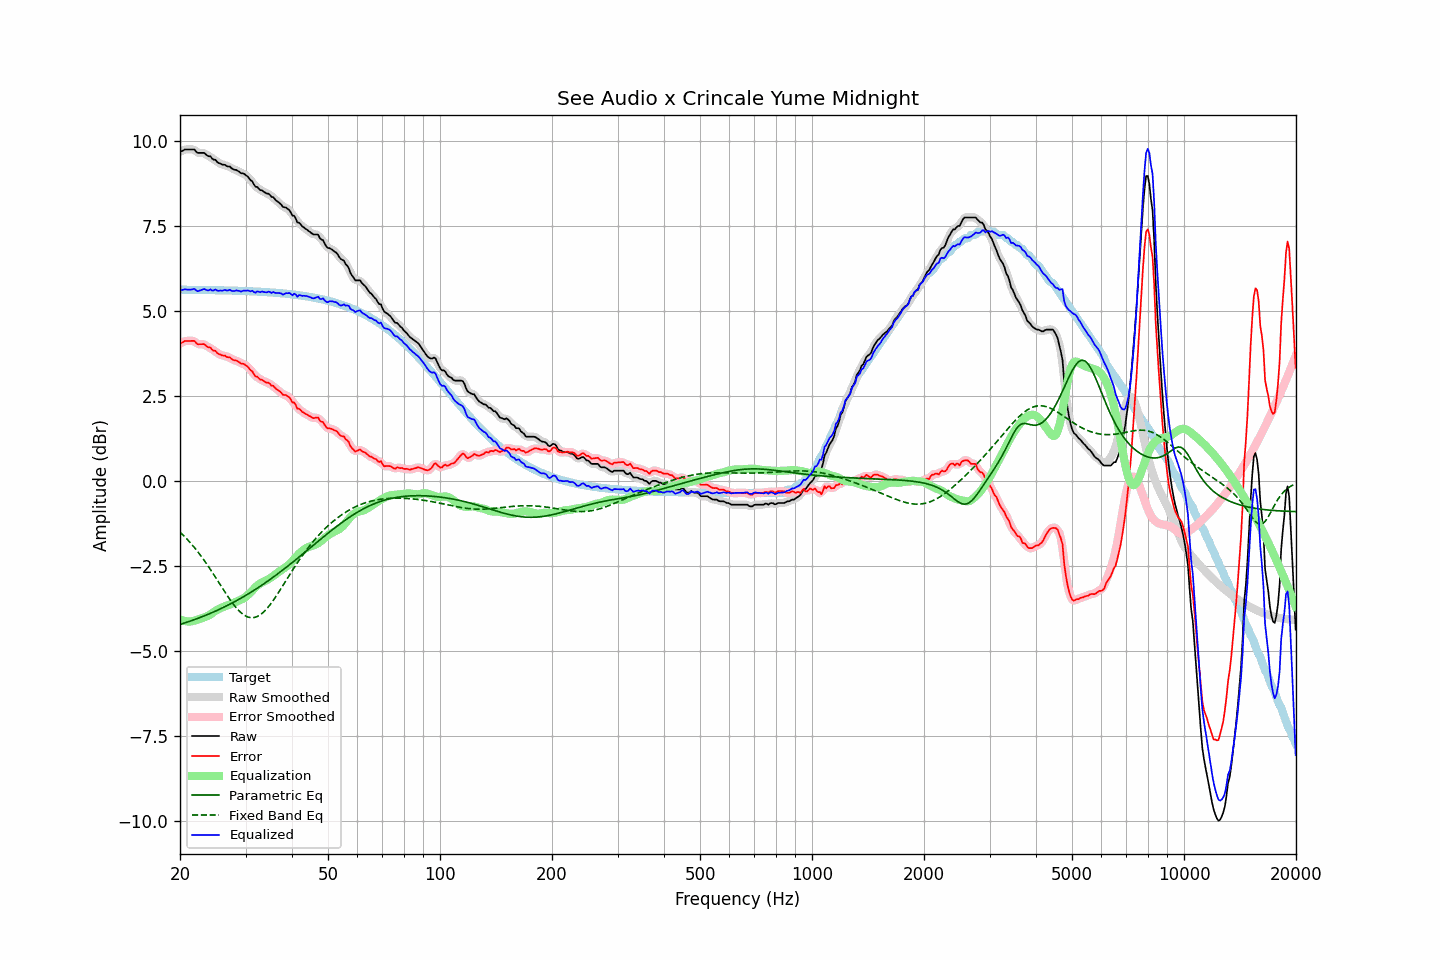 See Audio x Crincale Yume Midnight
Amplitude (dBr)
10.0
7.5
5.0
2.5
0.0
−2.5
−5.0
−7.5
−10.0
Target
Raw Smoothed
Error Smoothed
Raw
Error
Equalization
Parametric Eq
Fixed Band Eq
Equalized
20 50 100 200 500 1000 2000 5000 10000 20000
Frequency (Hz)